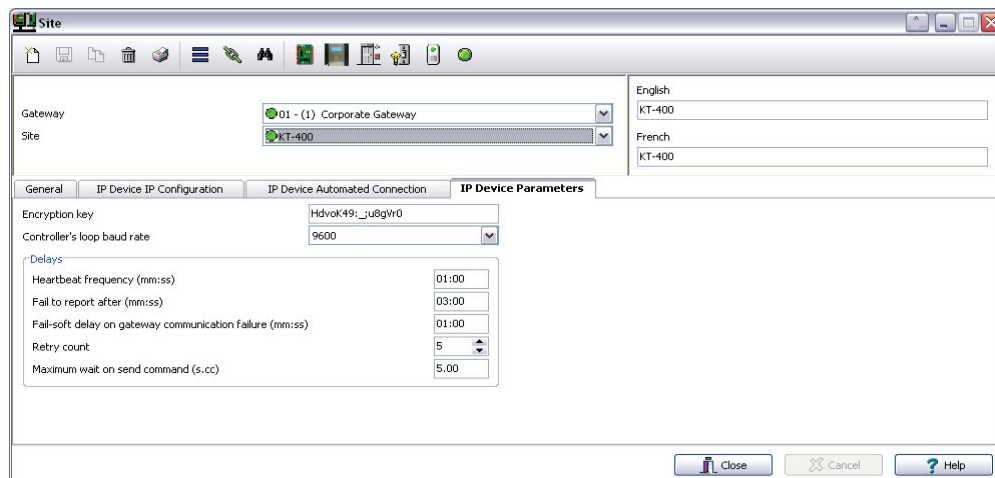 Site
English
Gateway
01 - (1) Corporate Gateway
KT-400
Site
KT-400
French
KT-400
General
IP Device IP Configuration
IP Device Automated Connection
IP Device Parameters
Encryption key
HdvoK49:_;u8gVr0
Controller's loop baud rate
9600
Delays
Heartbeat frequency (mm:ss)
01:00
Fail to report after (mm:ss)
03:00
Fail-soft delay on gateway communication failure (mm:ss)
01:00
Retry count
5
Maximum wait on send command (s.cc)
5.00
Close
Cancel
Help